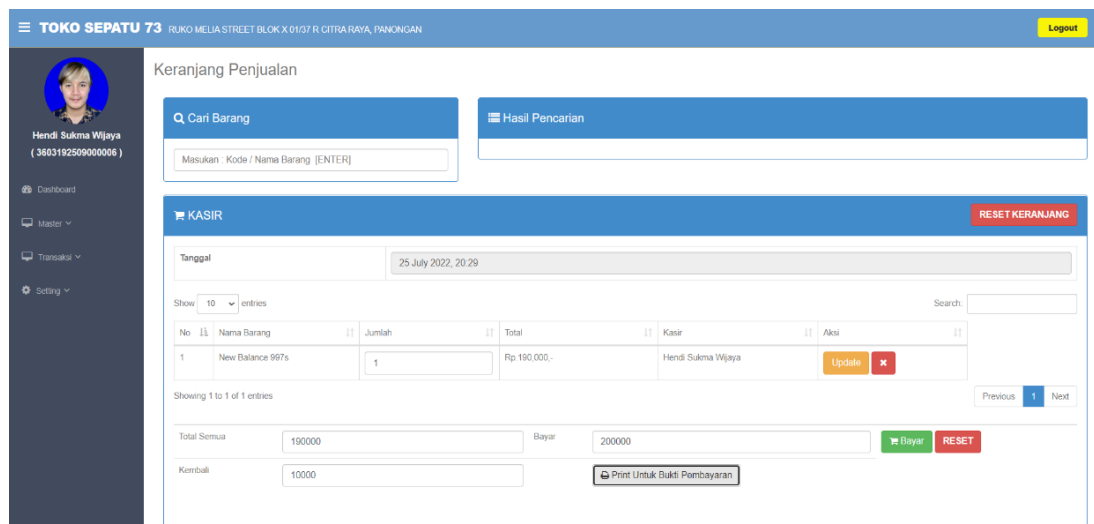 TOKO SEPATU 73 RUKO MELIA STREET BLOK X 01/37 R CITRA RAYA, PANONGAN
Logout
Hendi Sukma Wijaya
( 3603192509000006 )
Dashboard
Master
Transaksi
Setting
Keranjang Penjualan
Cari Barang
Masukan : Kode / Nama Barang [ENTER]
Hasil Pencarian
KASIR
RESET KERANJANG
Tanggal 25 July 2022, 20:29
Show 10 entries Search:
No Nama Barang Jumlah Total Kasir Aksi
1 New Balance 997s 1 Rp.190,000,- Hendi Sukma Wijaya Update
Showing 1 to 1 of 1 entries Previous 1 Next
Total Semua 190000 Bayar 200000 Bayar RESET
Kembali 10000 Print Untuk Bukti Pembayaran